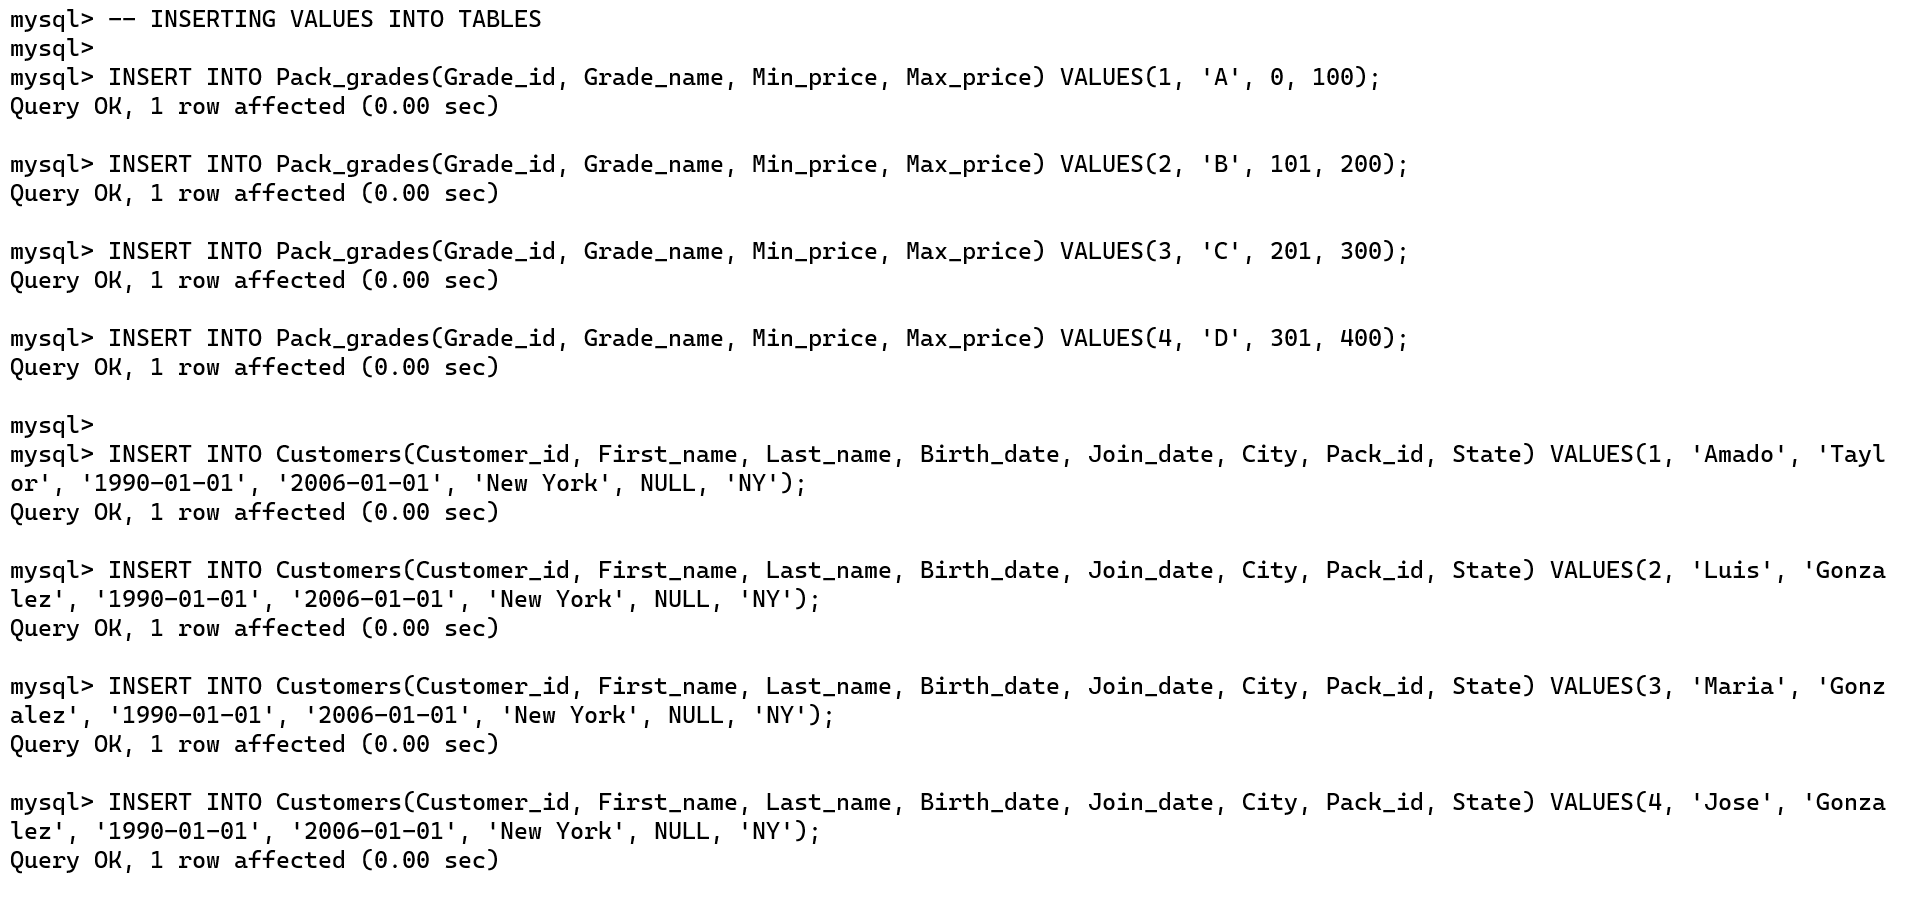 mysql> -- INSERTING VALUES INTO TABLES
mysql>
mysql> INSERT INTO Pack_grades(Grade_id, Grade_name, Min_price, Max_price) VALUES(1, 'A', 0, 100);
Query OK, 1 row affected (0.00 sec)
mysql> INSERT INTO Pack_grades(Grade_id, Grade_name, Min_price, Max_price) VALUES(2, 'B', 101, 200);
Query OK, 1 row affected (0.00 sec)
mysql> INSERT INTO Pack_grades(Grade_id, Grade_name, Min_price, Max_price) VALUES(3, 'C', 201, 300);
Query OK, 1 row affected (0.00 sec)
mysql> INSERT INTO Pack_grades(Grade_id, Grade_name, Min_price, Max_price) VALUES(4, 'D', 301, 400);
Query OK, 1 row affected (0.00 sec)
mysql>
mysql> INSERT INTO Customers(Customer_id, First_name, Last_name, Birth_date, Join_date, City, Pack_id, State) VALUES(1, 'Amado', 'Tayl
or', '1990-01-01', '2006-01-01', 'New York', NULL, 'NY');
Query OK, 1 row affected (0.00 sec)
mysql> INSERT INTO Customers(Customer_id, First_name, Last_name, Birth_date, Join_date, City, Pack_id, State) VALUES(2, 'Luis', 'Gonza
lez', '1990-01-01', '2006-01-01', 'New York', NULL, 'NY');
Query OK, 1 row affected (0.00 sec)
mysql> INSERT INTO Customers(Customer_id, First_name, Last_name, Birth_date, Join_date, City, Pack_id, State) VALUES(3, 'Maria', 'Gonz
alez', '1990-01-01', '2006-01-01', 'New York', NULL, 'NY');
Query OK, 1 row affected (0.00 sec)
mysql> INSERT INTO Customers(Customer_id, First_name, Last_name, Birth_date, Join_date, City, Pack_id, State) VALUES(4, 'Jose', 'Gonza
lez', '1990-01-01', '2006-01-01', 'New York', NULL, 'NY');
Query OK, 1 row affected (0.00 sec)